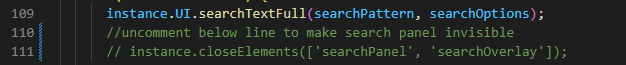 109 instance.UI.searchTextFull(searchPattern, searchOptions);
110 //uncomment below line to make search panel invisible
111 // instance.closeElements(['searchPanel', 'searchOverlay']);